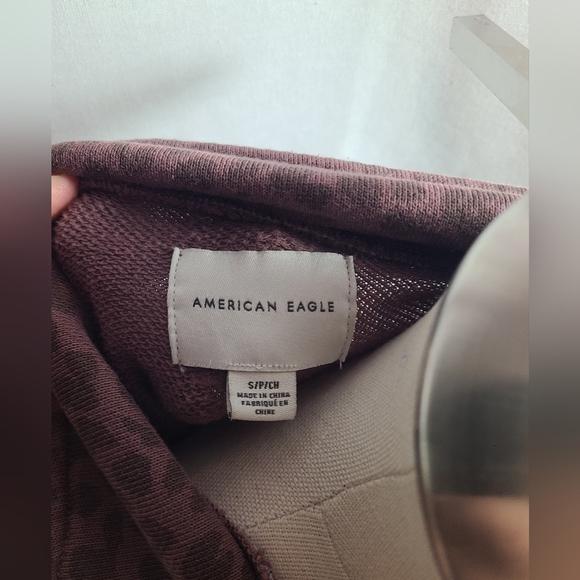 AMERICAN EAGLE
S/P/CH
MADE IN CHINA
FABRIQUÉ EN
CHINE